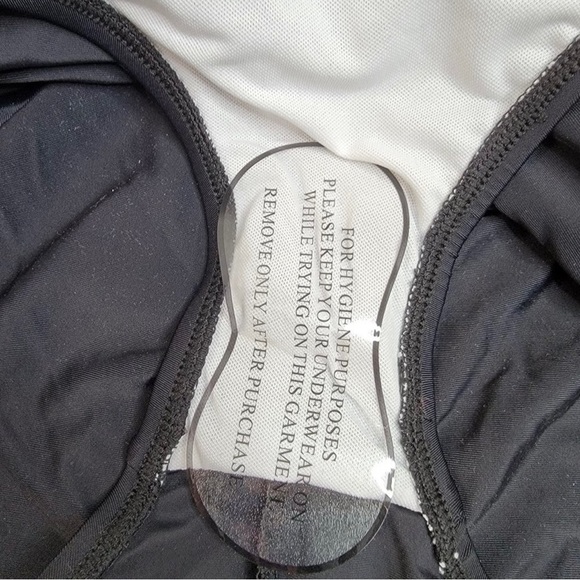 FOR HYGIENE PURPOSES
PLEASE KEEP YOUR UNDERWEAR ON
WHILE TRYING ON THIS GARMENT
REMOVE ONLY AFTER PURCHASE